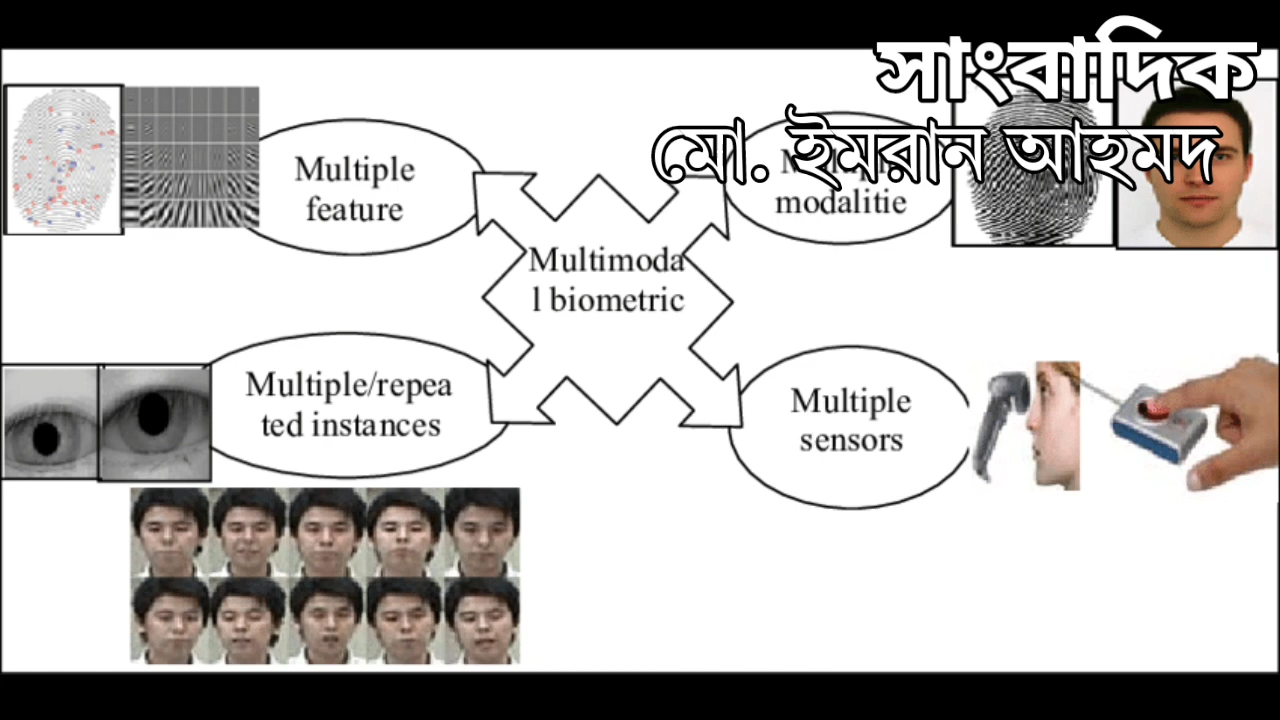 সাংবাদিক
মো. ইমরান আহমদ
Multiple
feature
modalitie
Multimoda
l biometric
Multiple/repea
ted instances
Multiple
sensors